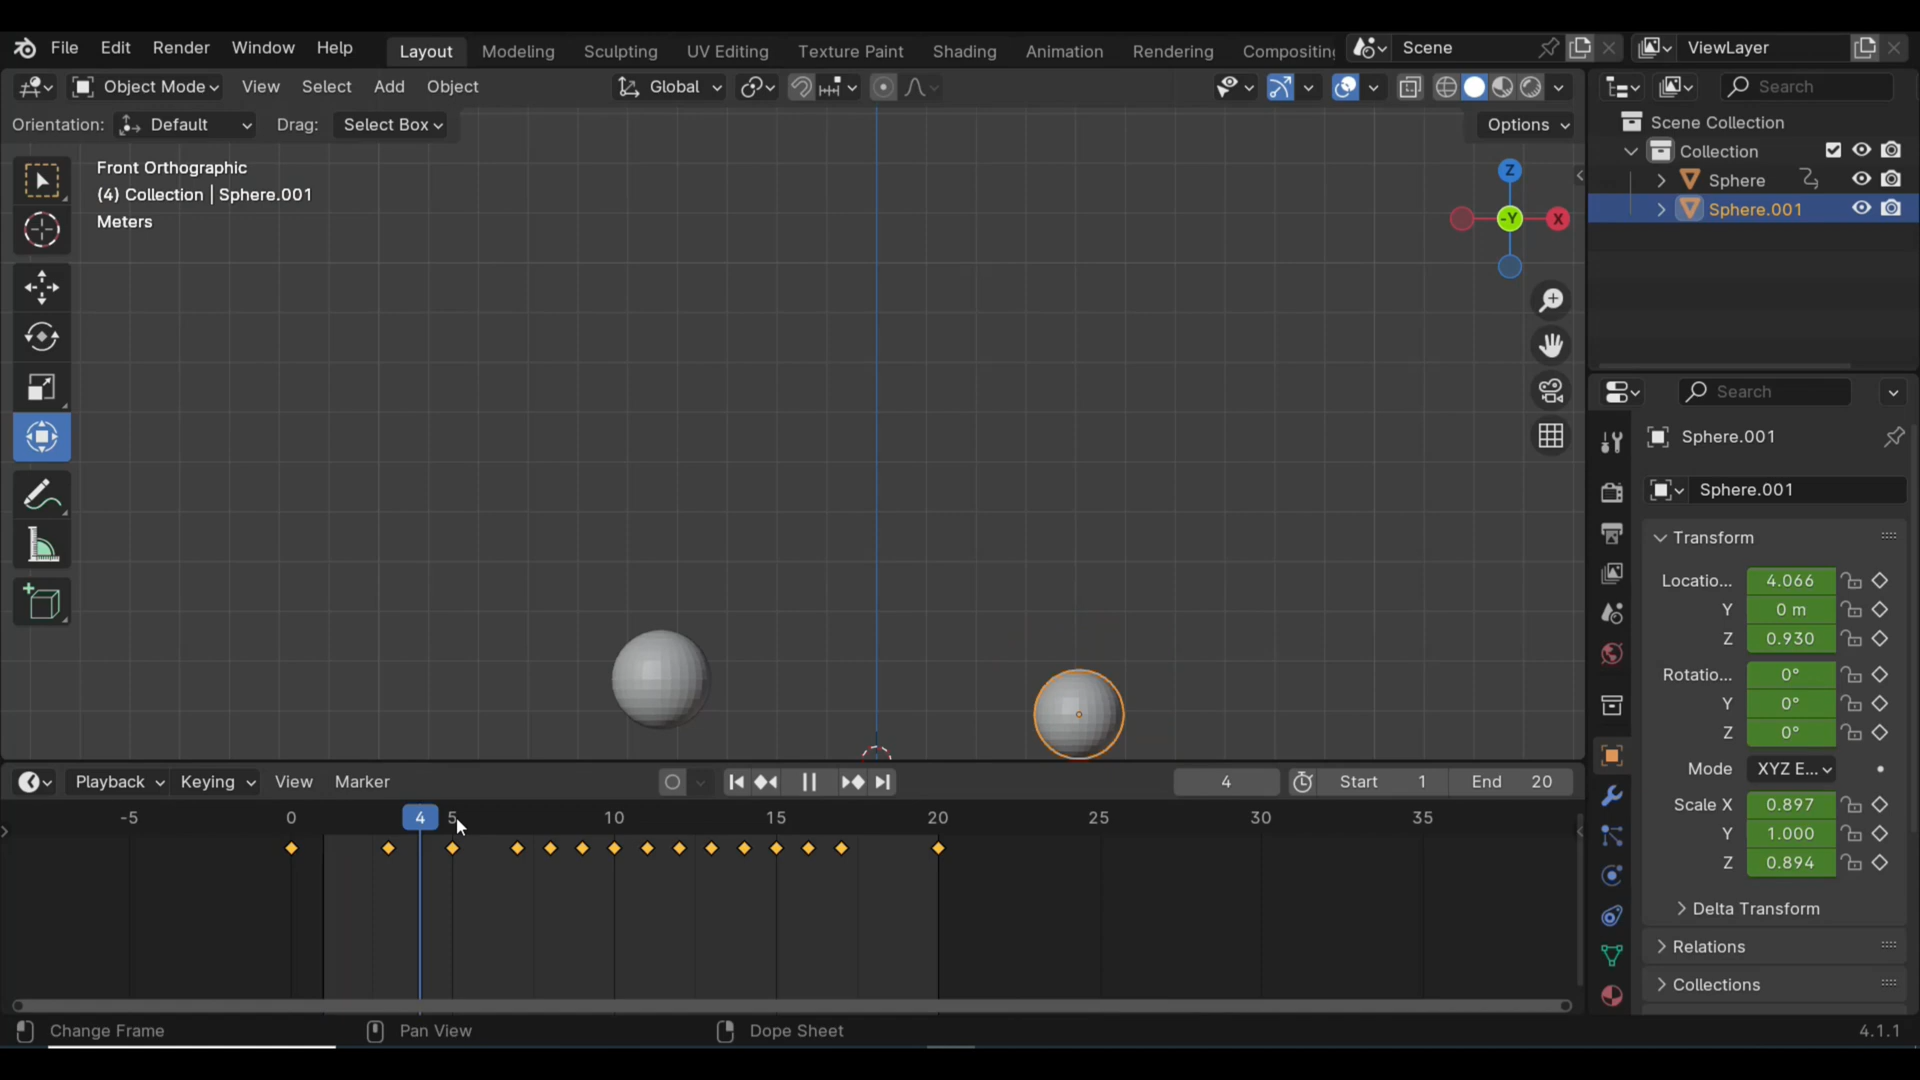 File Edit Render Window Help Layout Modeling Sculpting UV Editing Texture Paint Shading Animation Rendering Compositing Scene ViewLayer
Object Mode View Select Add Object Global Search
Orientation: Default Drag: Select Box Options
Scene Collection
Collection
Sphere
Sphere.001
Front Orthographic
(4) Collection | Sphere.001
Meters
Z
-Y
X
Search
Sphere.001
Sphere.001
Transform
Locatio... 4.066
Y 0 m
Z 0.930
Rotatio... 0°
Y 0°
Z 0°
Mode XYZ E...
Scale X 0.897
Y 1.000
Z 0.894
Delta Transform
Relations
Collections
Playback Keying View Marker 4 Start 1 End 20
-5 0 4 5 10 15 20 25 30 35
Change Frame Pan View Dope Sheet 4.1.1